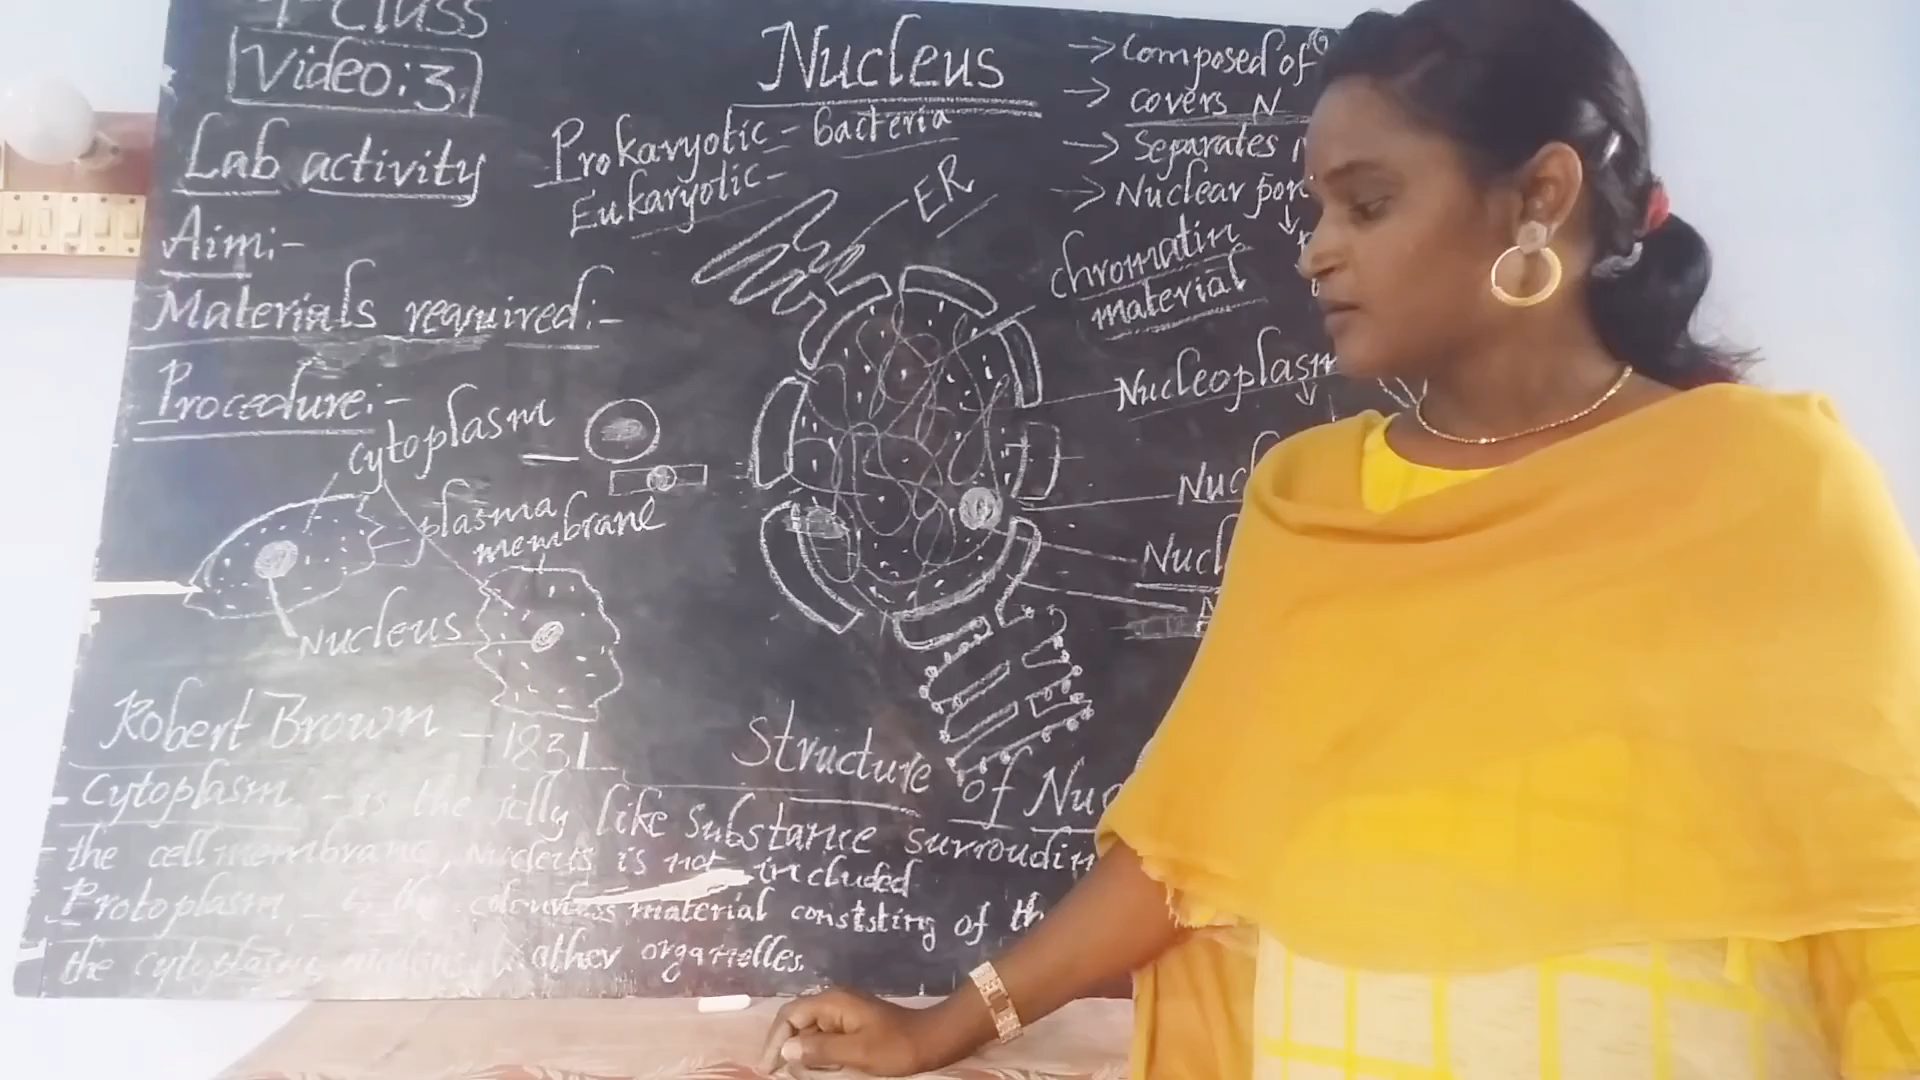 Class
Video:3
Lab activity
Aim:-
Materials required:-
Procedure:-
cytoplasm
plasma
membrane
Nucleus
Robert Brown - 1831
Cytoplasm - is the jelly like substance surroudin
the cell membrane, nucleus is not included
Protoplasm - is the colourless material consisting of th
the cytoplasm, other organelles.
Nucleus
Prokaryotic - bacteria
Eukaryotic -
ER
Structure of Nuc
→ Composed of
→ covers N
→ Separates
→ Nuclear por
chromatin
material
Nucleoplasm
Nucl
Nucl
N